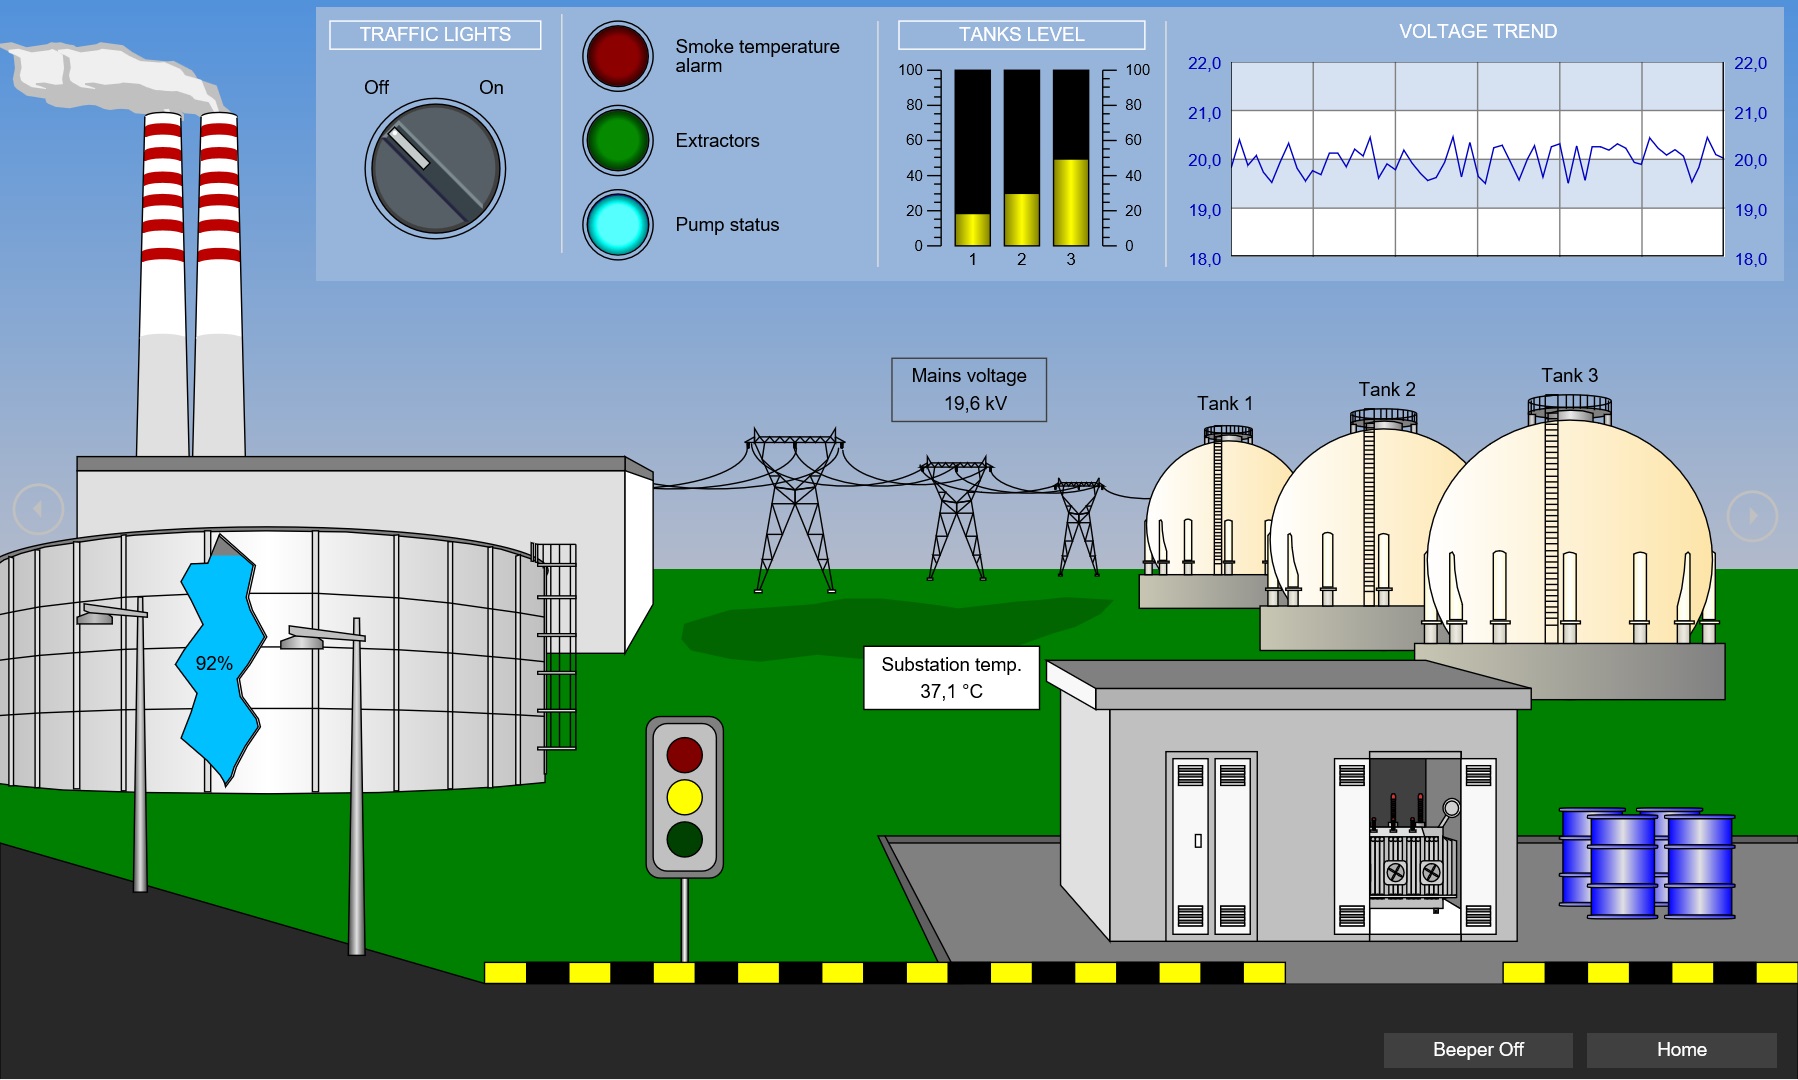 TRAFFIC LIGHTS
Off
On
Smoke temperature
alarm
Extractors
Pump status
TANKS LEVEL
100
80
60
40
20
0
1
2
3
100
80
60
40
20
0
VOLTAGE TREND
22,0
21,0
20,0
19,0
18,0
22,0
21,0
20,0
19,0
18,0
Mains voltage
19,6 kV
Tank 1
Tank 2
Tank 3
92%
Substation temp.
37,1 °C
Beeper Off
Home